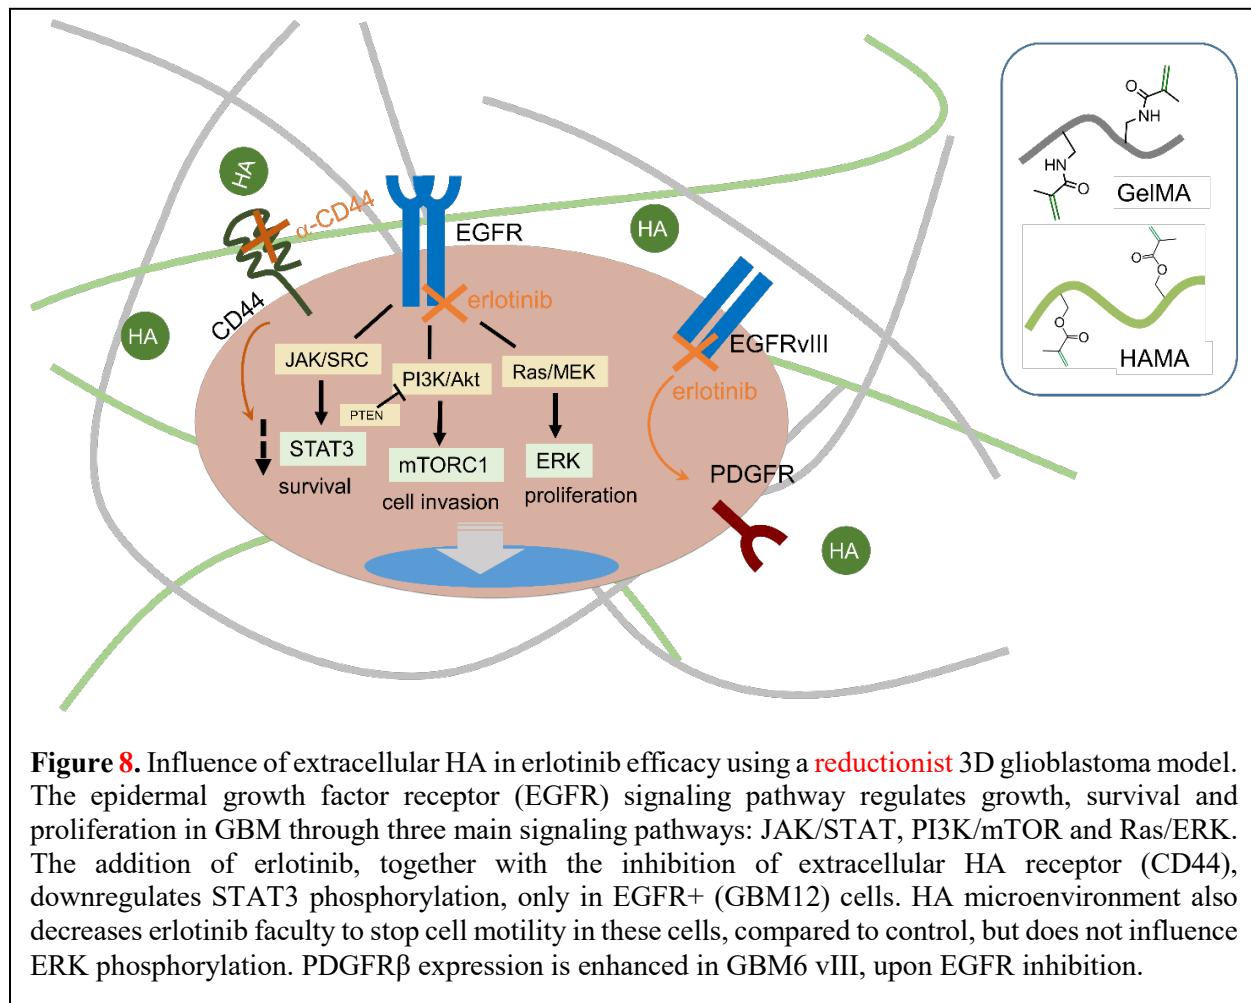 HA
α-CD44
EGFR
HA
erlotinib
HA
CD44
EGFRvIII
JAK/SRC
PI3K/Akt
Ras/MEK
erlotinib
PTEN
STAT3
mTORC1
ERK
PDGFR
survival
cell invasion
proliferation
HA
O
NH
HN
O
GelMA
O
O
O
O
HAMA
Figure 8. Influence of extracellular HA in erlotinib efficacy using a reductionist 3D glioblastoma model.
The epidermal growth factor receptor (EGFR) signaling pathway regulates growth, survival and
proliferation in GBM through three main signaling pathways: JAK/STAT, PI3K/mTOR and Ras/ERK.
The addition of erlotinib, together with the inhibition of extracellular HA receptor (CD44),
downregulates STAT3 phosphorylation, only in EGFR+ (GBM12) cells. HA microenvironment also
decreases erlotinib faculty to stop cell motility in these cells, compared to control, but does not influence
ERK phosphorylation. PDGFRβ expression is enhanced in GBM6 vIII, upon EGFR inhibition.